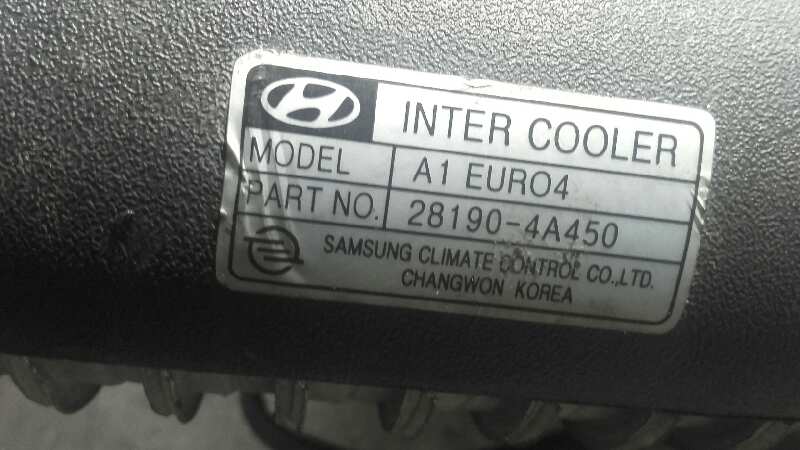 INTER COOLER
MODEL A1 EURO4
PART NO. 28190-4A450
SAMSUNG CLIMATE CONTROL CO.,LTD.
CHANGWON KOREA